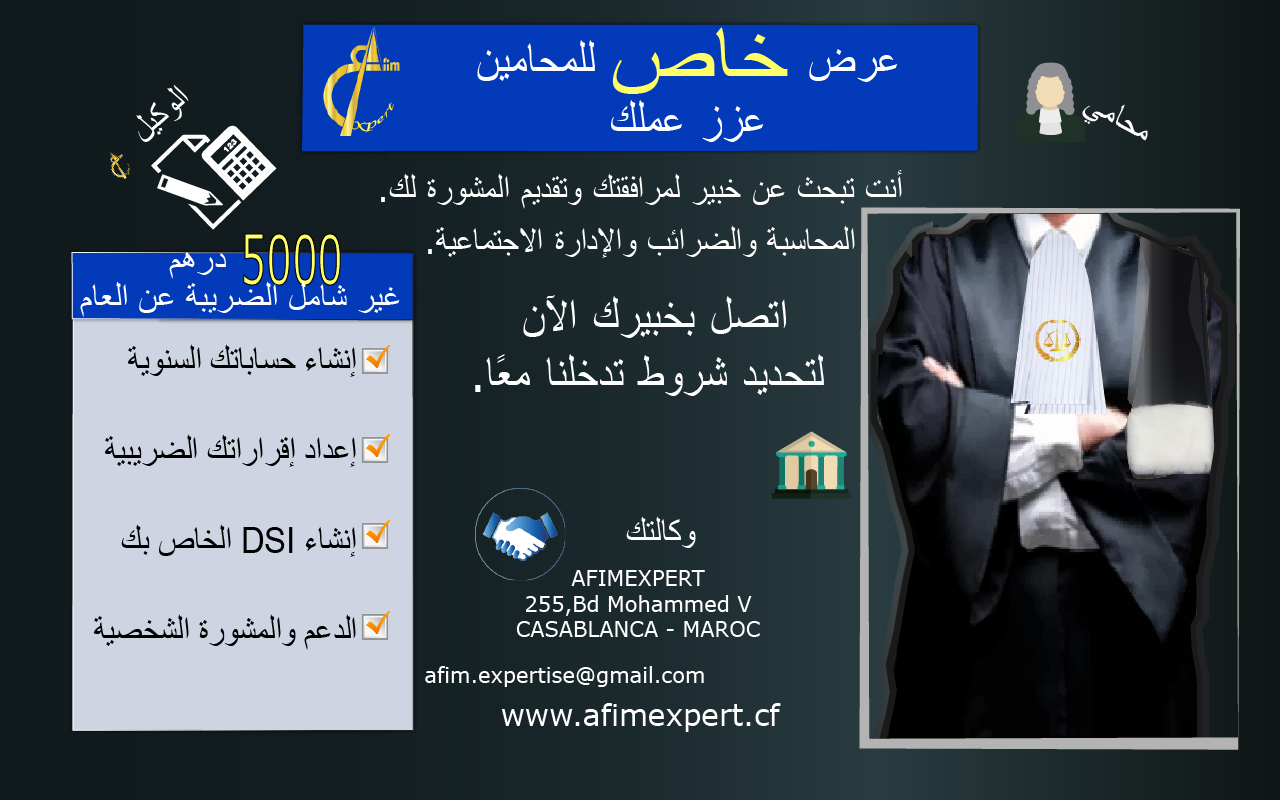 Afim
expert
عرض خاص للمحامين
عزز عملك
محامي
الوكيل
123
أنت تبحث عن خبير لمرافقتك وتقديم المشورة لك.
المحاسبة والضرائب والإدارة الاجتماعية.
اتصل بخبيرك الآن
لتحديد شروط تدخلنا معًا.
5000 درهم
غير شامل الضريبة عن العام
إنشاء حساباتك السنوية
إعداد إقراراتك الضريبية
إنشاء DSI الخاص بك
الدعم والمشورة الشخصية
وكالتك
AFIMEXPERT
255,Bd Mohammed V
CASABLANCA - MAROC
afim.expertise@gmail.com
www.afimexpert.cf